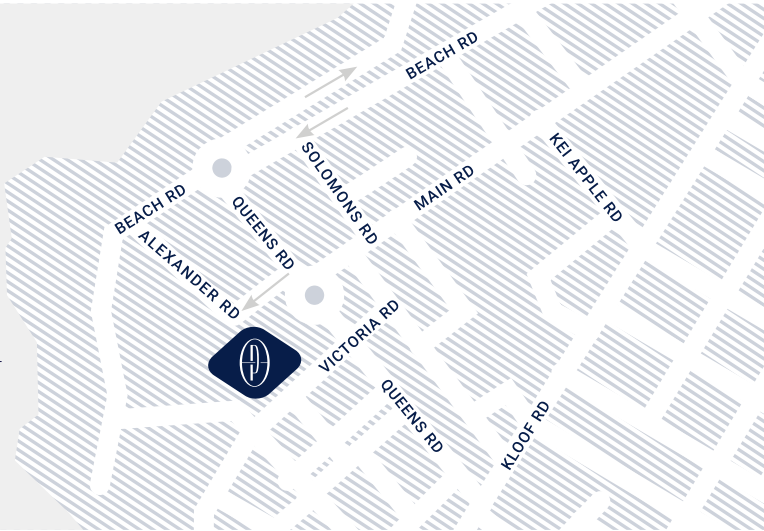 BEACH RD
KEI APPLE RD
SOLOMONS RD
MAIN RD
BEACH RD
QUEENS RD
ALEXANDER RD
VICTORIA RD
QUEENS RD
KLOOF RD